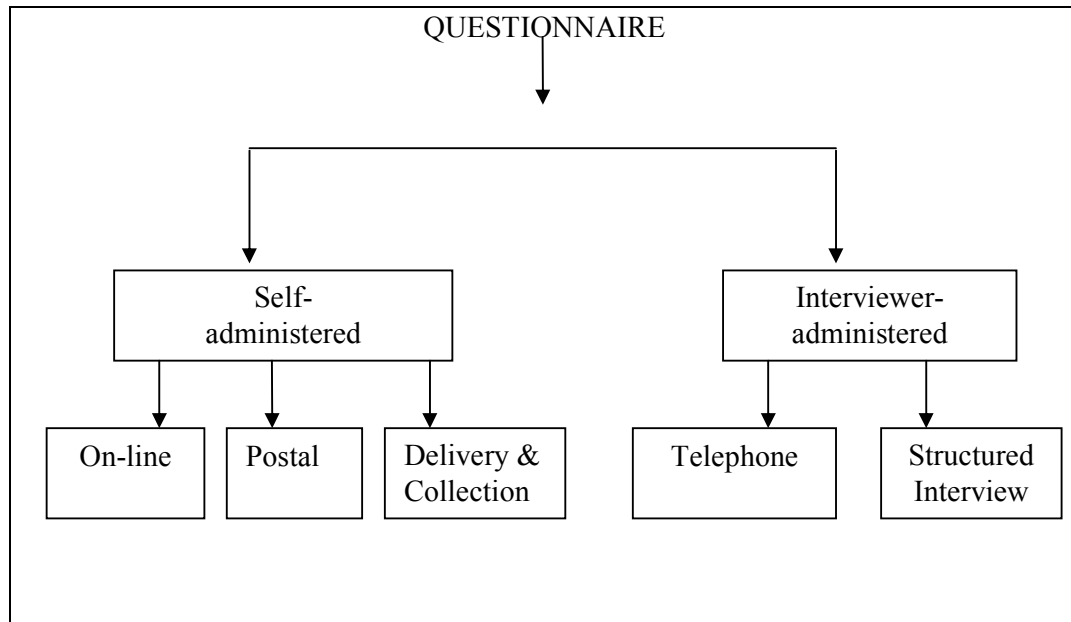 QUESTIONNAIRE
Self-
administered
Interviewer-
administered
On-line
Postal
Delivery &
Collection
Telephone
Structured
Interview